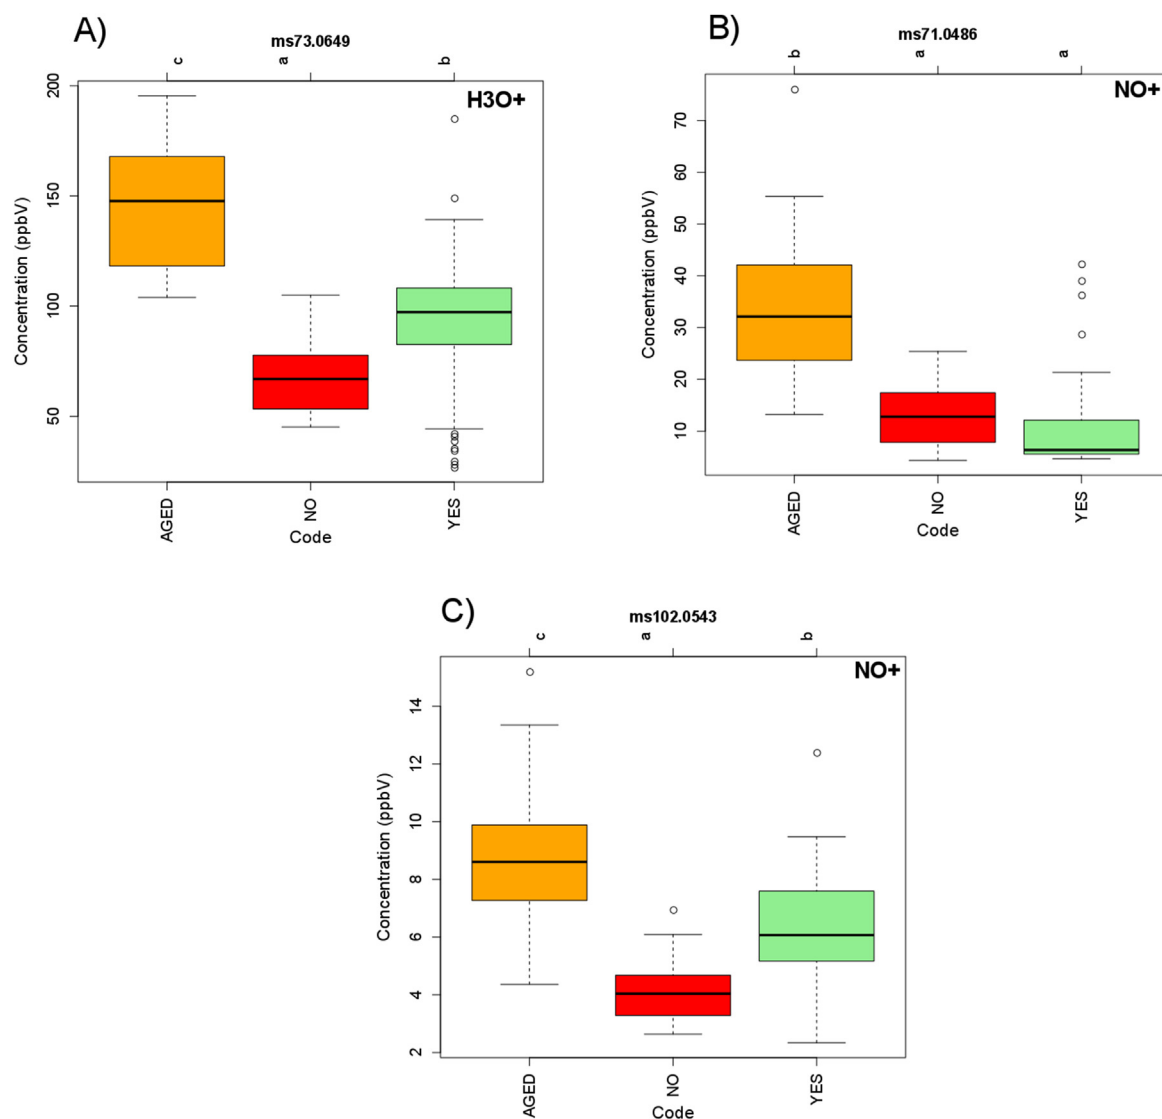 A)
ms73.0649
c a b
H3O+
200
150
100
50
Concentration (ppbV)
AGED NO YES
Code
B)
ms71.0486
b a a
NO+
70
60
50
40
30
20
10
Concentration (ppbV)
AGED NO YES
Code
C)
ms102.0543
c a b
NO+
14
12
10
8
6
4
2
Concentration (ppbV)
AGED NO YES
Code